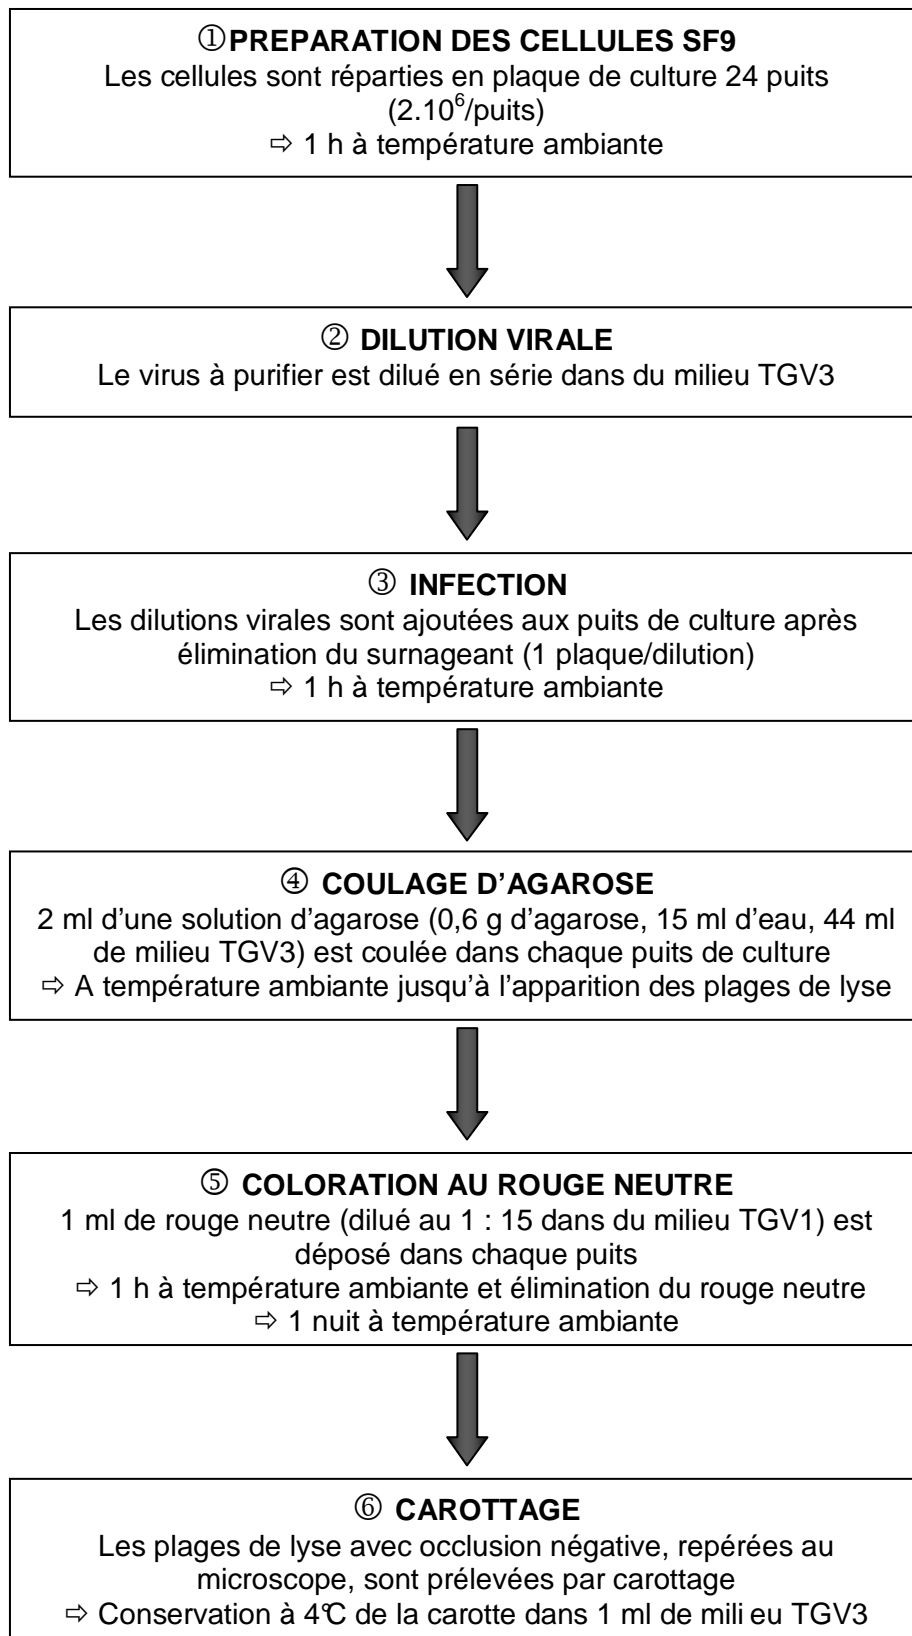 ①PREPARATION DES CELLULES SF9
Les cellules sont réparties en plaque de culture 24 puits
(2.10⁶/puits)
⇨ 1 h à température ambiante
② DILUTION VIRALE
Le virus à purifier est dilué en série dans du milieu TGV3
③ INFECTION
Les dilutions virales sont ajoutées aux puits de culture après
élimination du surnageant (1 plaque/dilution)
⇨ 1 h à température ambiante
④ COULAGE D’AGAROSE
2 ml d’une solution d’agarose (0,6 g d’agarose, 15 ml d’eau, 44 ml
de milieu TGV3) est coulée dans chaque puits de culture
⇨ A température ambiante jusqu’à l’apparition des plages de lyse
⑤ COLORATION AU ROUGE NEUTRE
1 ml de rouge neutre (dilué au 1 : 15 dans du milieu TGV1) est
déposé dans chaque puits
⇨ 1 h à température ambiante et élimination du rouge neutre
⇨ 1 nuit à température ambiante
⑥ CAROTTAGE
Les plages de lyse avec occlusion négative, repérées au
microscope, sont prélevées par carottage
⇨ Conservation à 4°C de la carotte dans 1 ml de mili eu TGV3